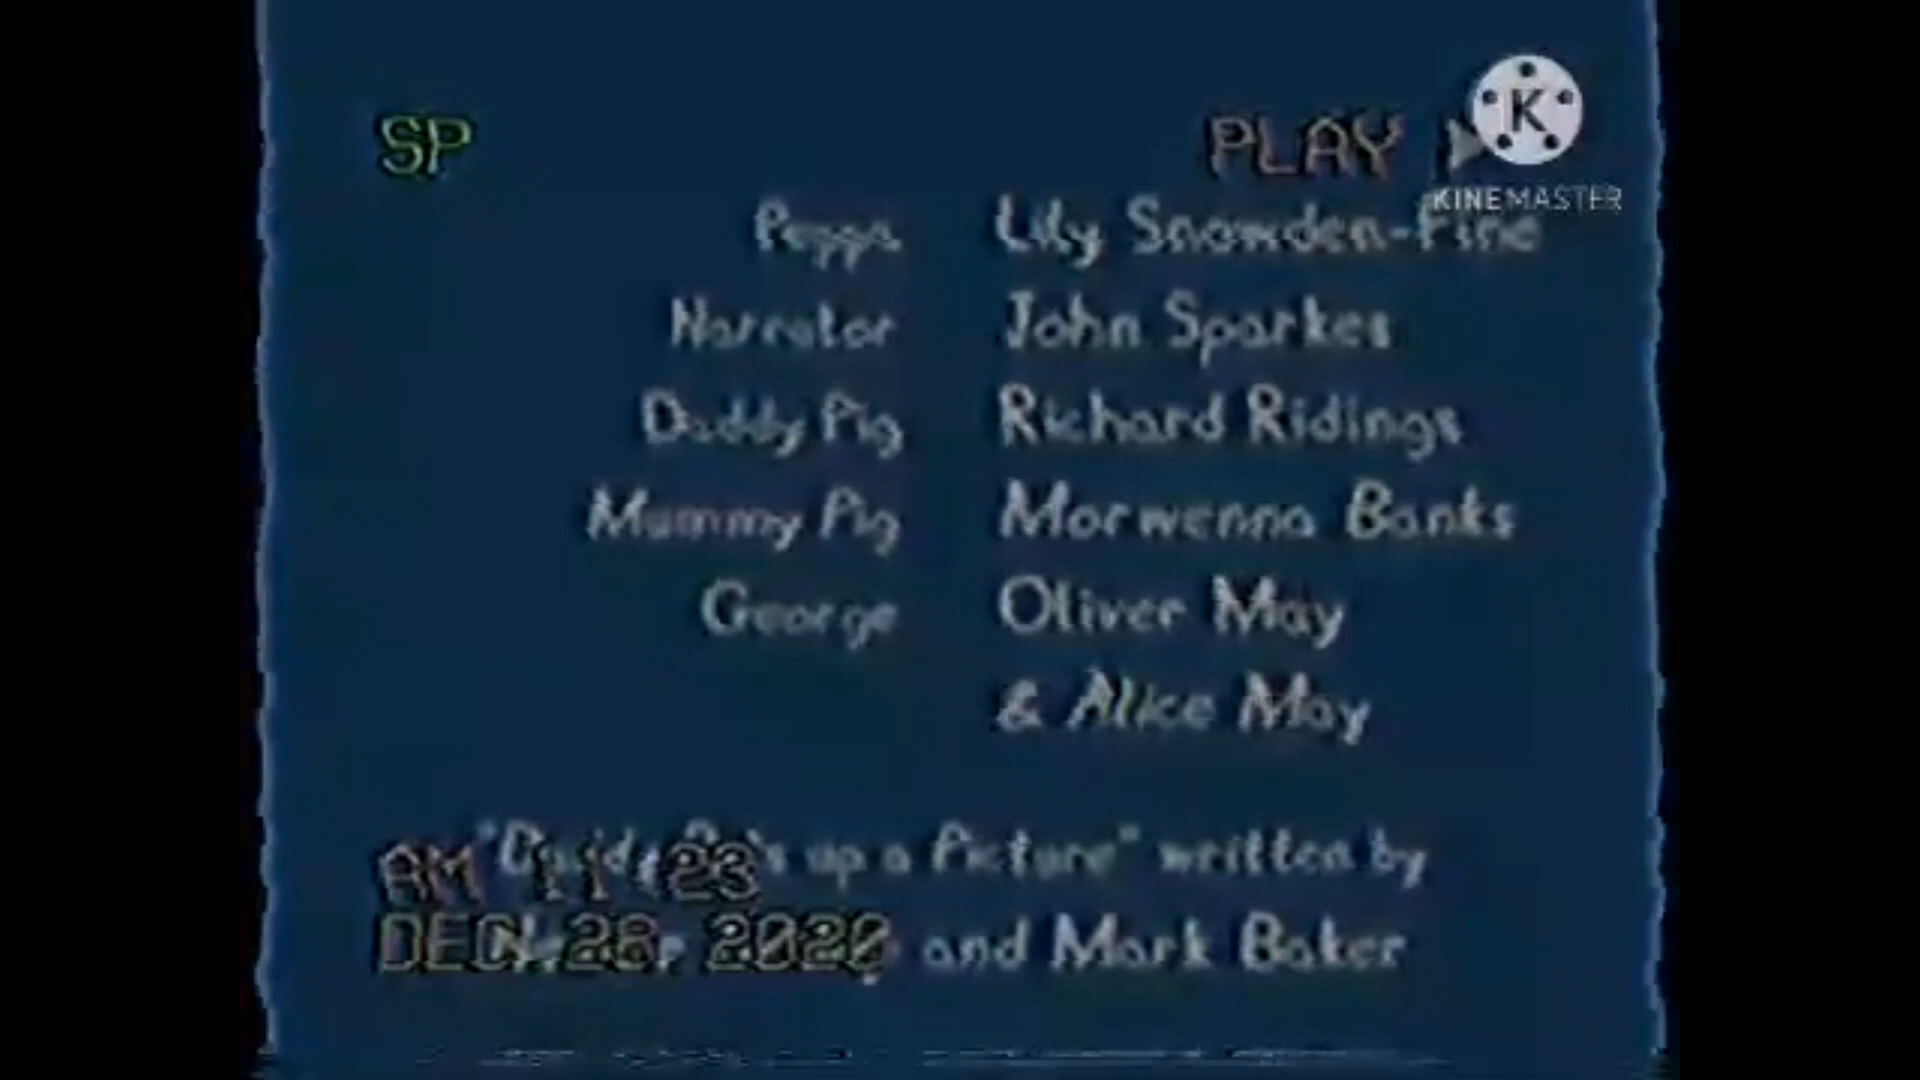 SP
PLAY
K
KINEMASTER
Peppa Lily Snowden-Fine
Narrator John Sparkes
Daddy Pig Richard Ridings
Mummy Pig Morwenna Banks
George Oliver May
& Alice May
up a Picture" written by
AM 11:23
and Mark Baker
DEC. 28. 2020